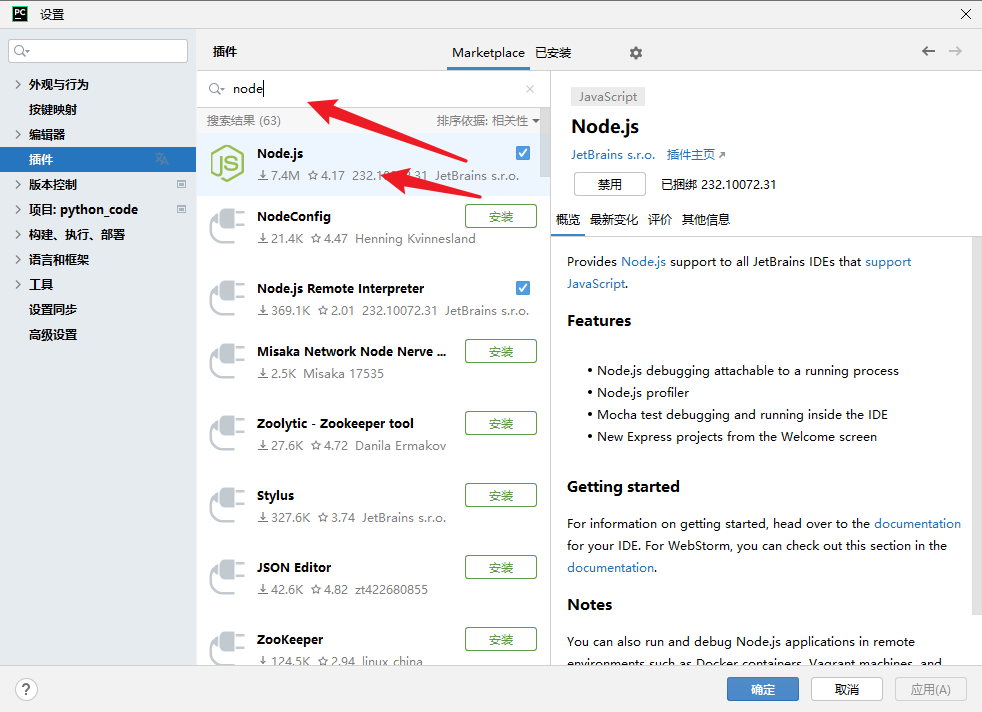 PC
设置
插件
Marketplace
已安装
外观与行为
按键映射
编辑器
插件
版本控制
项目: python_code
构建、执行、部署
语言和框架
工具
设置同步
高级设置
node
搜索结果 (63)
排序依据: 相关性
JS
Node.js
7.4M 4.17 JetBrains s.r.o.
NodeConfig
安装
21.4K 4.47 Henning Kvinnesland
Node.js Remote Interpreter
369.1K 2.01 232.10072.31 JetBrains s.r.o.
Misaka Network Node Nerve ...
安装
2.5K Misaka 17535
Zoolytic - Zookeeper tool
安装
27.6K 4.72 Danila Ermakov
Stylus
安装
327.6K 3.74 JetBrains s.r.o.
JSON Editor
安装
42.6K 4.82 zt422680855
ZooKeeper
安装
124.5K 2.94 linux_china
JavaScript
Node.js
JetBrains s.r.o. 插件主页
禁用
已捆绑 232.10072.31
概览 最新变化 评价 其他信息
Provides Node.js support to all JetBrains IDEs that support
JavaScript.
Features
• Node.js debugging attachable to a running process
• Node.js profiler
• Mocha test debugging and running inside the IDE
• New Express projects from the Welcome screen
Getting started
For information on getting started, head over to the documentation
for your IDE. For WebStorm, you can check out this section in the
documentation.
Notes
You can also run and debug Node.js applications in remote
environments such as Docker containers, Vagrant machines, and
?
确定
取消
应用(A)